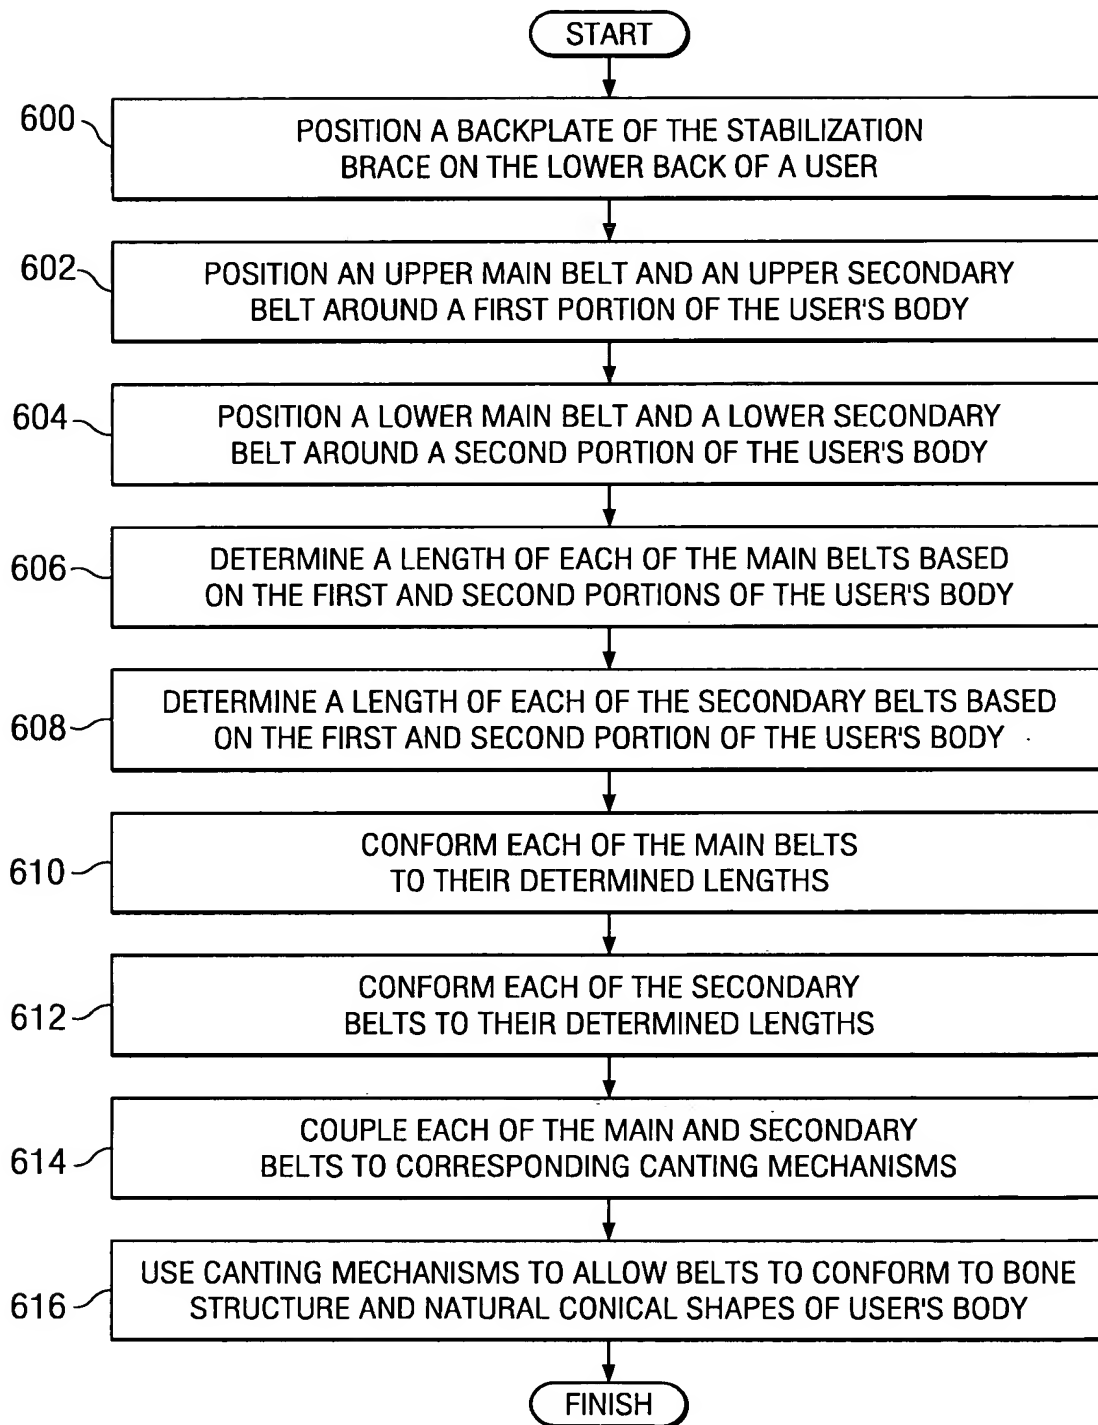 START
600
POSITION A BACKPLATE OF THE STABILIZATION
BRACE ON THE LOWER BACK OF A USER
602
POSITION AN UPPER MAIN BELT AND AN UPPER SECONDARY
BELT AROUND A FIRST PORTION OF THE USER'S BODY
604
POSITION A LOWER MAIN BELT AND A LOWER SECONDARY
BELT AROUND A SECOND PORTION OF THE USER'S BODY
606
DETERMINE A LENGTH OF EACH OF THE MAIN BELTS BASED
ON THE FIRST AND SECOND PORTIONS OF THE USER'S BODY
608
DETERMINE A LENGTH OF EACH OF THE SECONDARY BELTS BASED
ON THE FIRST AND SECOND PORTION OF THE USER'S BODY
610
CONFORM EACH OF THE MAIN BELTS
TO THEIR DETERMINED LENGTHS
612
CONFORM EACH OF THE SECONDARY
BELTS TO THEIR DETERMINED LENGTHS
614
COUPLE EACH OF THE MAIN AND SECONDARY
BELTS TO CORRESPONDING CANTING MECHANISMS
616
USE CANTING MECHANISMS TO ALLOW BELTS TO CONFORM TO BONE
STRUCTURE AND NATURAL CONICAL SHAPES OF USER'S BODY
FINISH